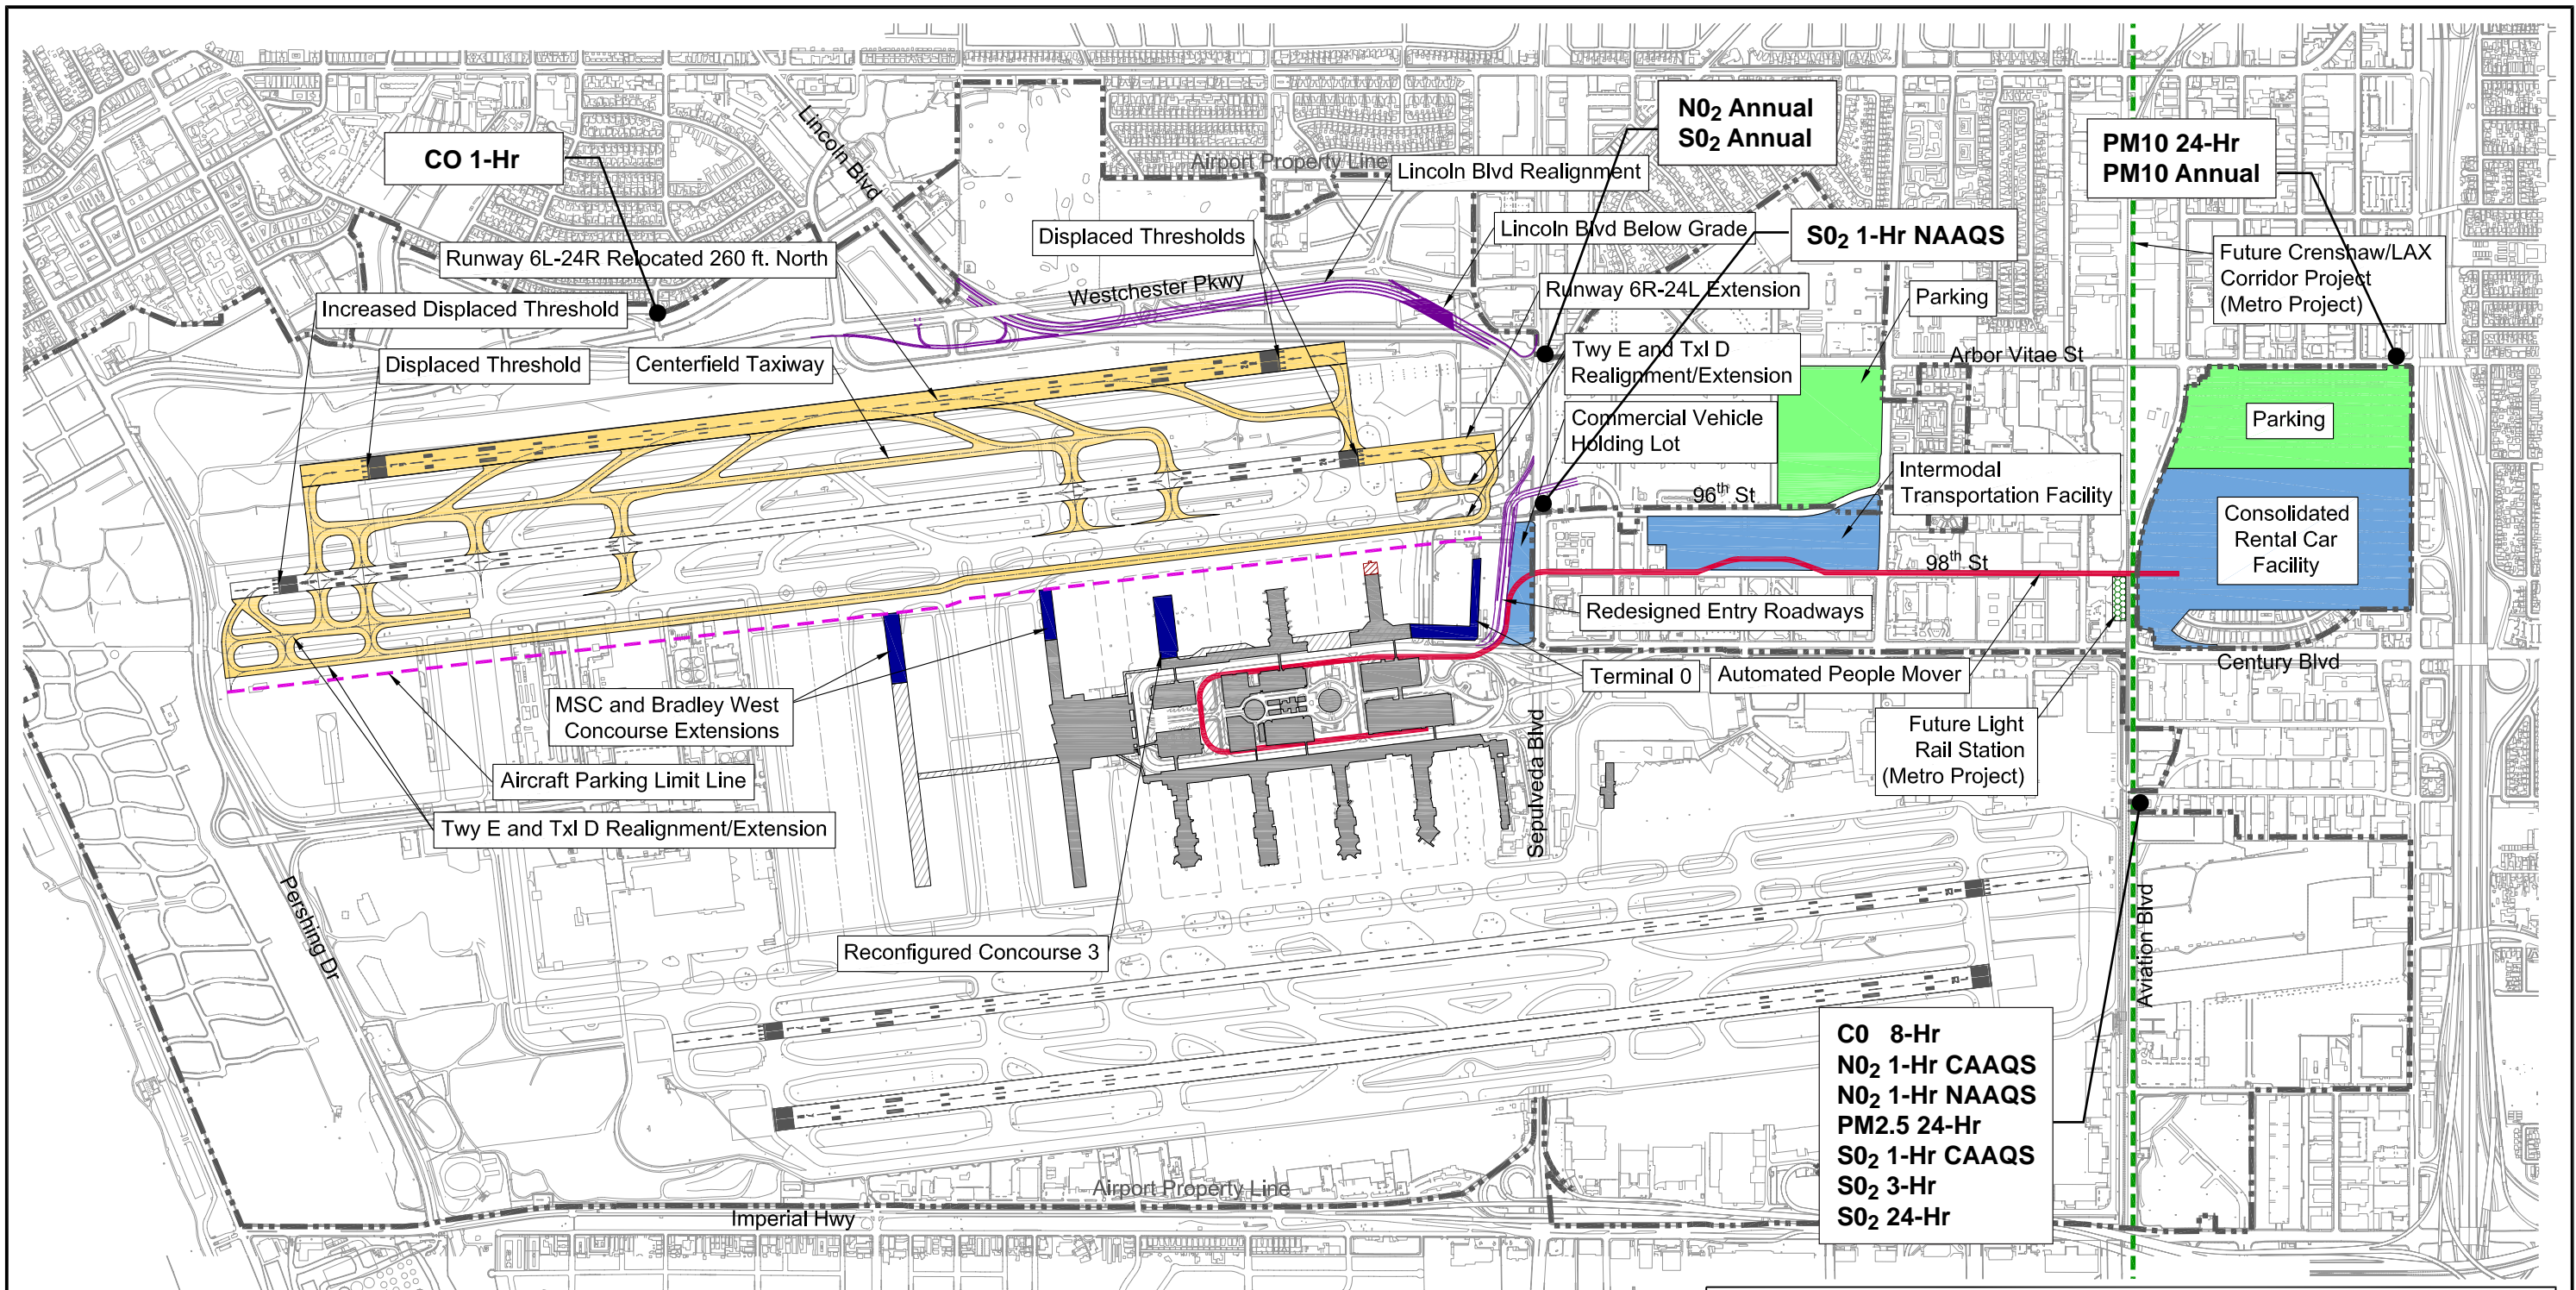 CO 1-Hr
N0₂ Annual
S0₂ Annual
PM10 24-Hr
PM10 Annual
S0₂ 1-Hr NAAQS
Lincoln Blvd
Airport Property Line
Lincoln Blvd Realignment
Displaced Thresholds
Lincoln Blvd Below Grade
Runway 6L-24R Relocated 260 ft. North
Future Crenshaw/LAX
Corridor Project
(Metro Project)
Westchester Pkwy
Runway 6R-24L Extension
Parking
Increased Displaced Threshold
Displaced Threshold
Centerfield Taxiway
Twy E and Txl D
Realignment/Extension
Arbor Vitae St
Commercial Vehicle
Holding Lot
Parking
Intermodal
Transportation Facility
96th St
Consolidated
Rental Car
Facility
98th St
Redesigned Entry Roadways
Terminal 0
Automated People Mover
Century Blvd
MSC and Bradley West
Concourse Extensions
Future Light
Rail Station
(Metro Project)
Aircraft Parking Limit Line
Sepulveda Blvd
Twy E and Txl D Realignment/Extension
Pershing Dr
Reconfigured Concourse 3
Aviation Blvd
C0 8-Hr
N0₂ 1-Hr CAAQS
N0₂ 1-Hr NAAQS
PM2.5 24-Hr
S0₂ 1-Hr CAAQS
S0₂ 3-Hr
S0₂ 24-Hr
Airport Property Line
Imperial Hwy